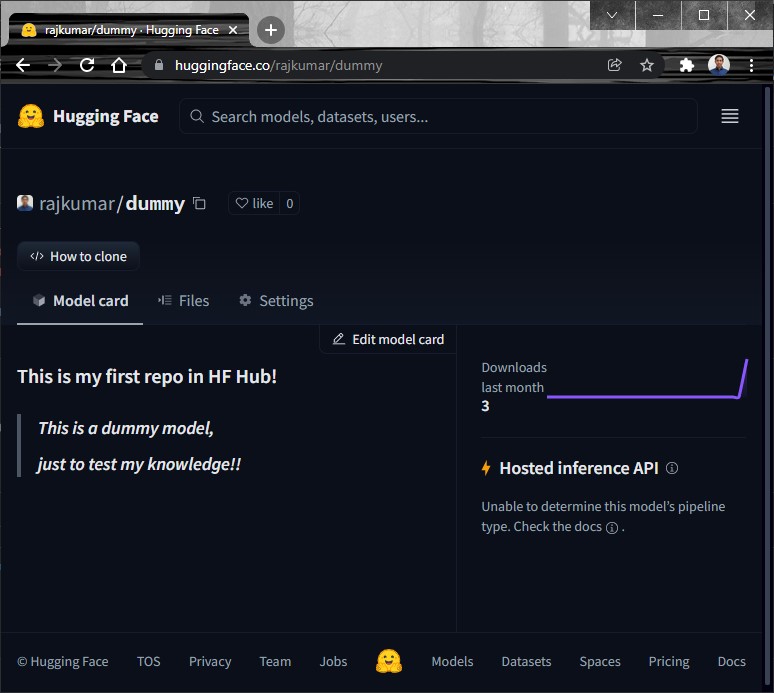 rajkumar/dummy · Hugging Face
huggingface.co/rajkumar/dummy
Hugging Face
Search models, datasets, users...
rajkumar/dummy
like 0
</> How to clone
Model card Files Settings
Edit model card
This is my first repo in HF Hub!
This is a dummy model,
just to test my knowledge!!
Downloads
last month
3
Hosted inference API
Unable to determine this model's pipeline
type. Check the docs .
© Hugging Face TOS Privacy Team Jobs Models Datasets Spaces Pricing Docs